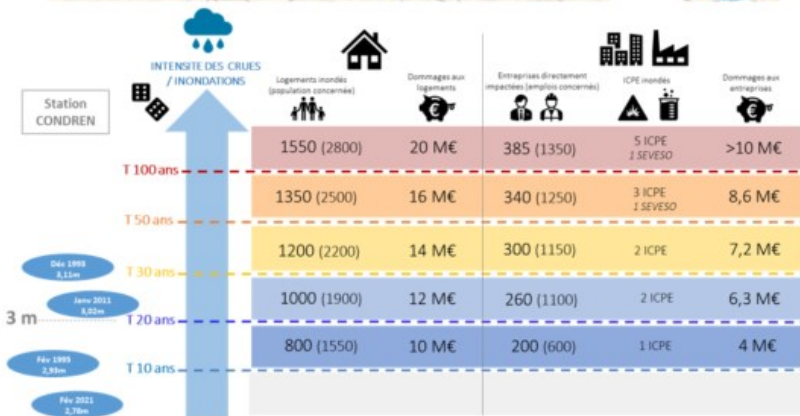 INTENSITE DES CRUES
/ INONDATIONS
Logements inondés
(population concernée)
Dommages aux
logements
Entreprises directement
impactées (emplois concernés)
ICPE inondés
Dommages aux
entreprises
Station
CONDREN
1550 (2800)
20 M€
385 (1350)
5 ICPE
1 SEVESO
>10 M€
T 100 ans
1350 (2500)
16 M€
340 (1250)
3 ICPE
1 SEVESO
8,6 M€
T 50 ans
1200 (2200)
14 M€
300 (1150)
2 ICPE
7,2 M€
Déc 1993
3,11m
T 30 ans
1000 (1900)
12 M€
260 (1100)
2 ICPE
6,3 M€
Janv 2011
3,02m
3 m
T 20 ans
800 (1550)
10 M€
200 (600)
1 ICPE
4 M€
Fév 1995
2,93m
T 10 ans
Fév 2021
2,78m